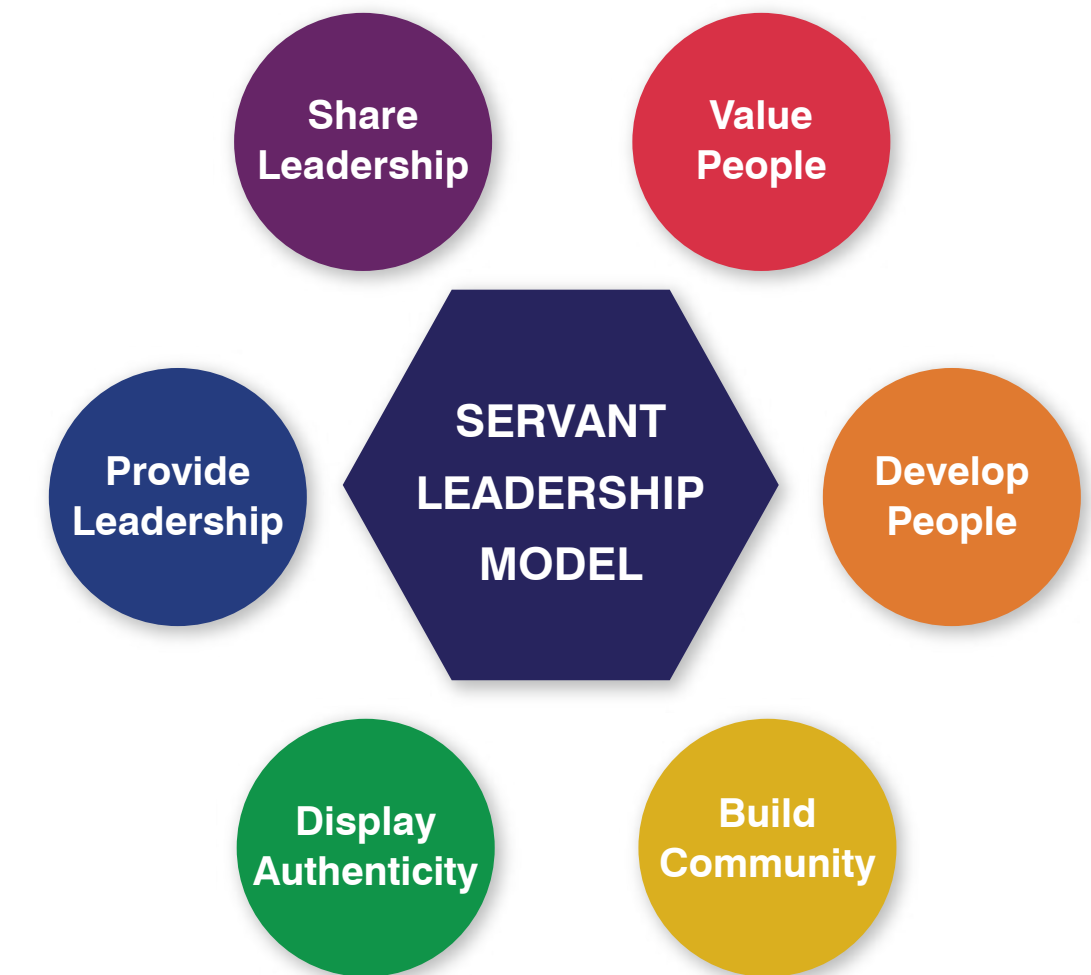 Share
Leadership
Value
People
SERVANT
LEADERSHIP
MODEL
Provide
Leadership
Develop
People
Display
Authenticity
Build
Community